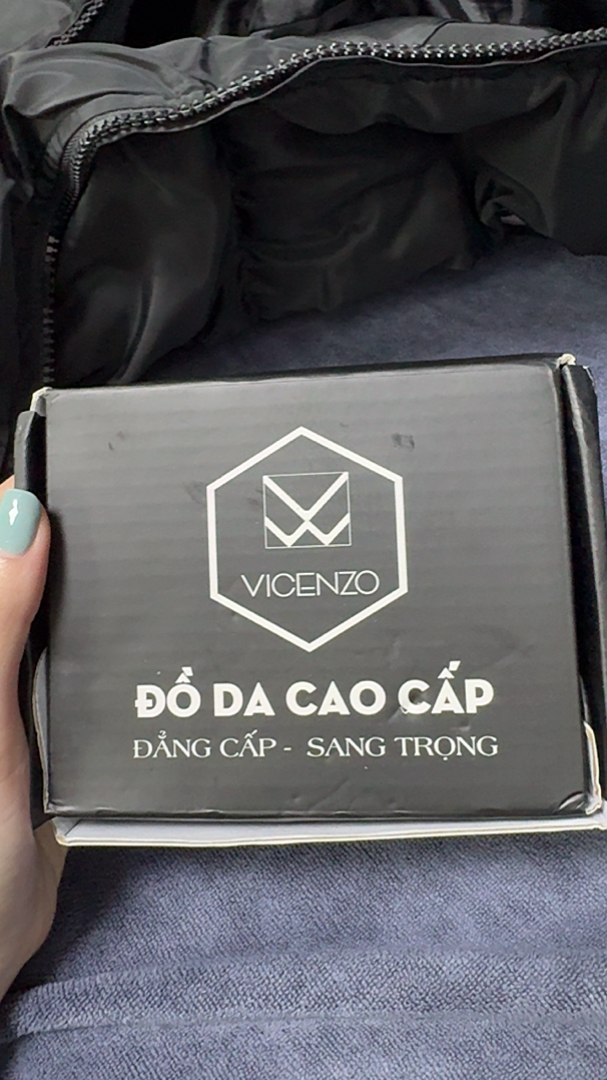 VICENZO
ĐỒ DA CAO CẤP
ĐẲNG CẤP - SANG TRỌNG